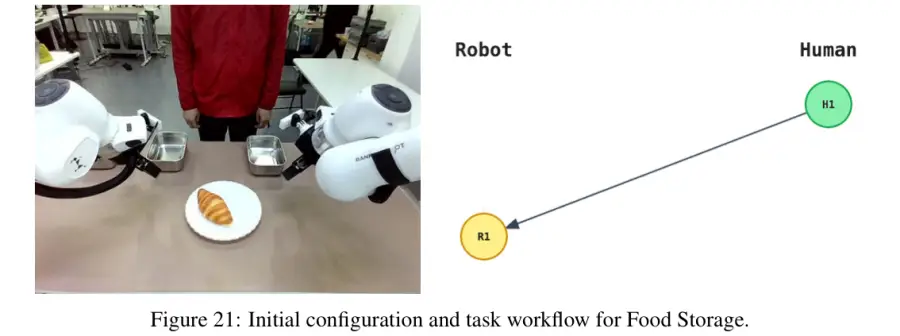 Robot
Human
H1
R1
Figure 21: Initial configuration and task workflow for Food Storage.